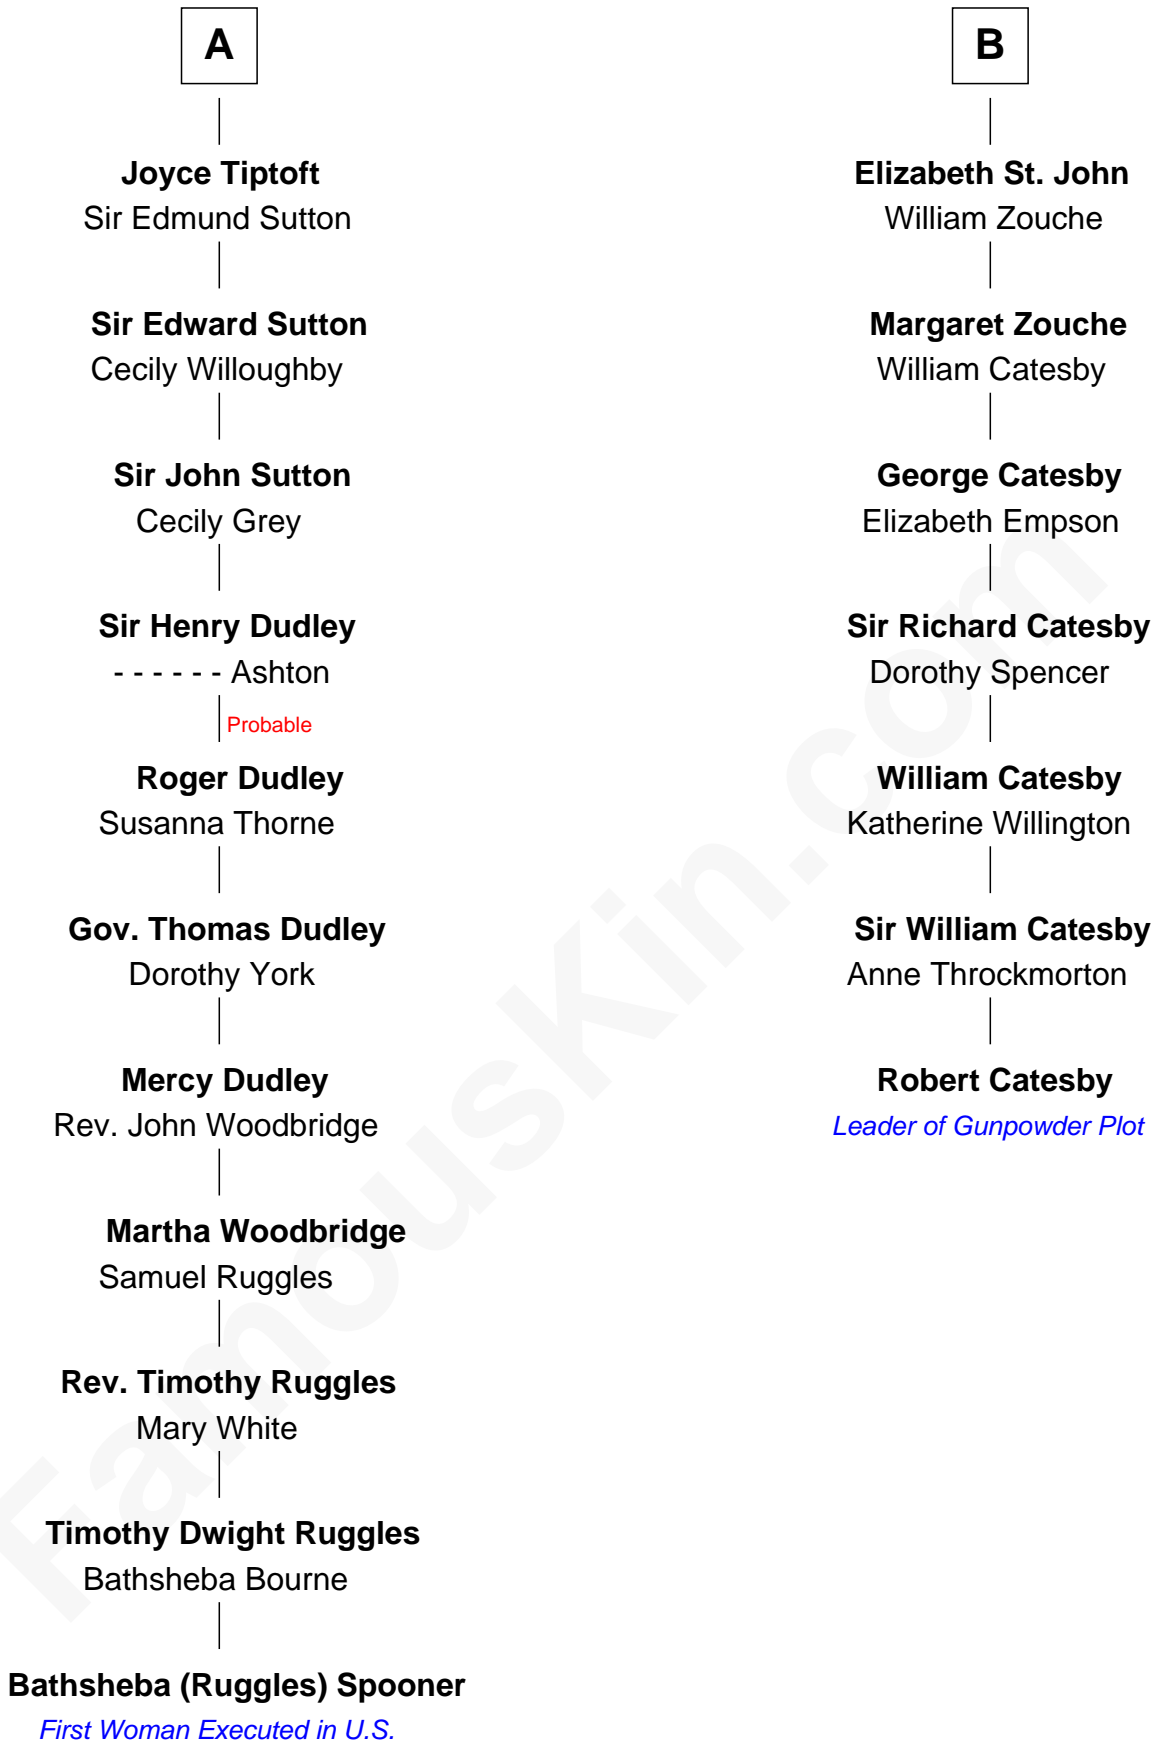 A
Joyce Tiptoft
Sir Edmund Sutton
Sir Edward Sutton
Cecily Willoughby
Sir John Sutton
Cecily Grey
Sir Henry Dudley
- - - - - - Ashton
Probable
Roger Dudley
Susanna Thorne
Gov. Thomas Dudley
Dorothy York
Mercy Dudley
Rev. John Woodbridge
Martha Woodbridge
Samuel Ruggles
Rev. Timothy Ruggles
Mary White
Timothy Dwight Ruggles
Bathsheba Bourne
Bathsheba (Ruggles) Spooner
First Woman Executed in U.S.
B
Elizabeth St. John
William Zouche
Margaret Zouche
William Catesby
George Catesby
Elizabeth Empson
Sir Richard Catesby
Dorothy Spencer
William Catesby
Katherine Willington
Sir William Catesby
Anne Throckmorton
Robert Catesby
Leader of Gunpowder Plot
FamousKin.com